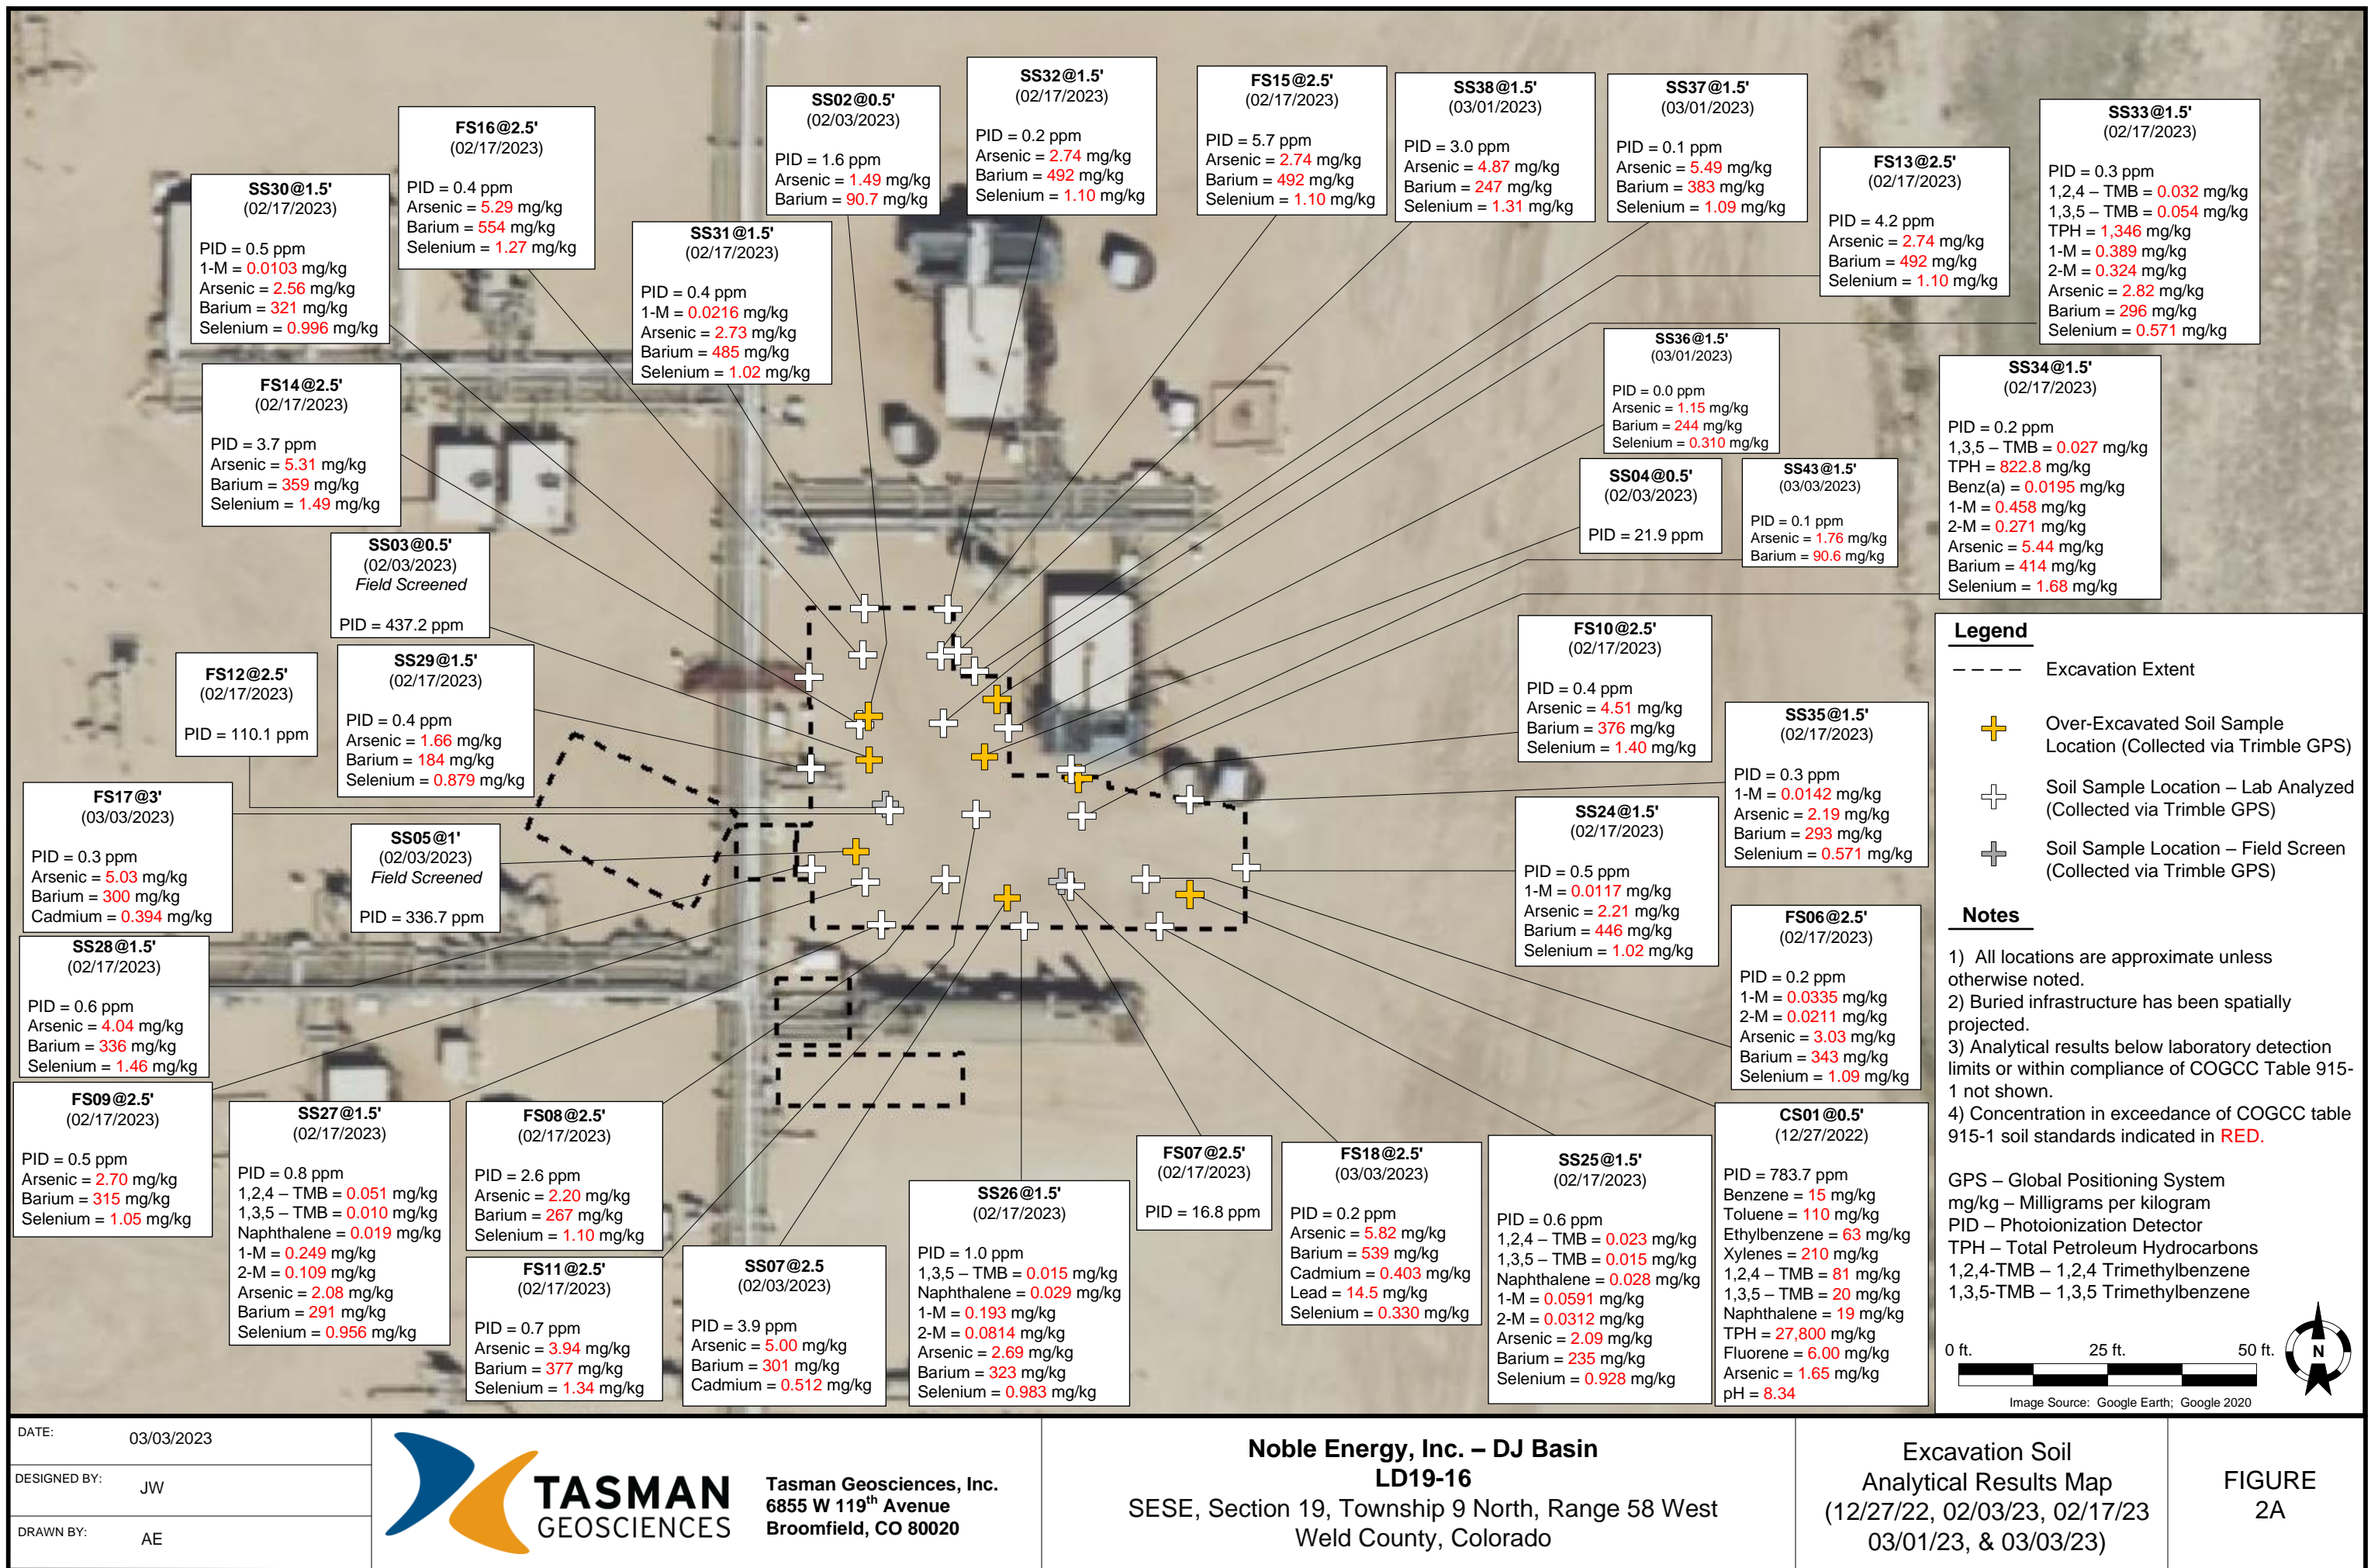 SS02@0.5'
(02/03/2023)
PID = 1.6 ppm
Arsenic = 1.49 mg/kg
Barium = 90.7 mg/kg
SS32@1.5'
(02/17/2023)
PID = 0.2 ppm
Arsenic = 2.74 mg/kg
Barium = 492 mg/kg
Selenium = 1.10 mg/kg
FS15@2.5'
(02/17/2023)
PID = 5.7 ppm
Arsenic = 2.74 mg/kg
Barium = 492 mg/kg
Selenium = 1.10 mg/kg
SS38@1.5'
(03/01/2023)
PID = 3.0 ppm
Arsenic = 4.87 mg/kg
Barium = 247 mg/kg
Selenium = 1.31 mg/kg
SS37@1.5'
(03/01/2023)
PID = 0.1 ppm
Arsenic = 5.49 mg/kg
Barium = 383 mg/kg
Selenium = 1.09 mg/kg
SS33@1.5'
(02/17/2023)
PID = 0.3 ppm
1,2,4 – TMB = 0.032 mg/kg
1,3,5 – TMB = 0.054 mg/kg
TPH = 1,346 mg/kg
1-M = 0.389 mg/kg
2-M = 0.324 mg/kg
Arsenic = 2.82 mg/kg
Barium = 296 mg/kg
Selenium = 0.571 mg/kg
FS16@2.5'
(02/17/2023)
PID = 0.4 ppm
Arsenic = 5.29 mg/kg
Barium = 554 mg/kg
Selenium = 1.27 mg/kg
FS13@2.5'
(02/17/2023)
PID = 4.2 ppm
Arsenic = 2.74 mg/kg
Barium = 492 mg/kg
Selenium = 1.10 mg/kg
SS30@1.5'
(02/17/2023)
PID = 0.5 ppm
1-M = 0.0103 mg/kg
Arsenic = 2.56 mg/kg
Barium = 321 mg/kg
Selenium = 0.996 mg/kg
SS31@1.5'
(02/17/2023)
PID = 0.4 ppm
1-M = 0.0216 mg/kg
Arsenic = 2.73 mg/kg
Barium = 485 mg/kg
Selenium = 1.02 mg/kg
SS36@1.5'
(03/01/2023)
PID = 0.0 ppm
Arsenic = 1.15 mg/kg
Barium = 244 mg/kg
Selenium = 0.310 mg/kg
SS34@1.5'
(02/17/2023)
PID = 0.2 ppm
1,3,5 – TMB = 0.027 mg/kg
TPH = 822.8 mg/kg
Benz(a) = 0.0195 mg/kg
1-M = 0.458 mg/kg
2-M = 0.271 mg/kg
Arsenic = 5.44 mg/kg
Barium = 414 mg/kg
Selenium = 1.68 mg/kg
FS14@2.5'
(02/17/2023)
PID = 3.7 ppm
Arsenic = 5.31 mg/kg
Barium = 359 mg/kg
Selenium = 1.49 mg/kg
SS04@0.5'
(02/03/2023)
PID = 21.9 ppm
SS43@1.5'
(03/03/2023)
PID = 0.1 ppm
Arsenic = 1.76 mg/kg
Barium = 90.6 mg/kg
SS03@0.5'
(02/03/2023)
Field Screened
PID = 437.2 ppm
FS12@2.5'
(02/17/2023)
PID = 110.1 ppm
SS29@1.5'
(02/17/2023)
PID = 0.4 ppm
Arsenic = 1.66 mg/kg
Barium = 184 mg/kg
Selenium = 0.879 mg/kg
FS10@2.5'
(02/17/2023)
PID = 0.4 ppm
Arsenic = 4.51 mg/kg
Barium = 376 mg/kg
Selenium = 1.40 mg/kg
SS35@1.5'
(02/17/2023)
PID = 0.3 ppm
1-M = 0.0142 mg/kg
Arsenic = 2.19 mg/kg
Barium = 293 mg/kg
Selenium = 0.571 mg/kg
FS17@3'
(03/03/2023)
PID = 0.3 ppm
Arsenic = 5.03 mg/kg
Barium = 300 mg/kg
Cadmium = 0.394 mg/kg
SS05@1'
(02/03/2023)
Field Screened
PID = 336.7 ppm
SS24@1.5'
(02/17/2023)
PID = 0.5 ppm
1-M = 0.0117 mg/kg
Arsenic = 2.21 mg/kg
Barium = 446 mg/kg
Selenium = 1.02 mg/kg
SS28@1.5'
(02/17/2023)
PID = 0.6 ppm
Arsenic = 4.04 mg/kg
Barium = 336 mg/kg
Selenium = 1.46 mg/kg
FS06@2.5'
(02/17/2023)
PID = 0.2 ppm
1-M = 0.0335 mg/kg
2-M = 0.0211 mg/kg
Arsenic = 3.03 mg/kg
Barium = 343 mg/kg
Selenium = 1.09 mg/kg
FS09@2.5'
(02/17/2023)
PID = 0.5 ppm
Arsenic = 2.70 mg/kg
Barium = 315 mg/kg
Selenium = 1.05 mg/kg
SS27@1.5'
(02/17/2023)
PID = 0.8 ppm
1,2,4 – TMB = 0.051 mg/kg
1,3,5 – TMB = 0.010 mg/kg
Naphthalene = 0.019 mg/kg
1-M = 0.249 mg/kg
2-M = 0.109 mg/kg
Arsenic = 2.08 mg/kg
Barium = 291 mg/kg
Selenium = 0.956 mg/kg
FS08@2.5'
(02/17/2023)
PID = 2.6 ppm
Arsenic = 2.20 mg/kg
Barium = 267 mg/kg
Selenium = 1.10 mg/kg
FS11@2.5'
(02/17/2023)
PID = 0.7 ppm
Arsenic = 3.94 mg/kg
Barium = 377 mg/kg
Selenium = 1.34 mg/kg
SS07@2.5
(02/03/2023)
PID = 3.9 ppm
Arsenic = 5.00 mg/kg
Barium = 301 mg/kg
Cadmium = 0.512 mg/kg
SS26@1.5'
(02/17/2023)
PID = 1.0 ppm
1,3,5 – TMB = 0.015 mg/kg
Naphthalene = 0.029 mg/kg
1-M = 0.193 mg/kg
2-M = 0.0814 mg/kg
Arsenic = 2.69 mg/kg
Barium = 323 mg/kg
Selenium = 0.983 mg/kg
FS07@2.5'
(02/17/2023)
PID = 16.8 ppm
FS18@2.5'
(03/03/2023)
PID = 0.2 ppm
Arsenic = 5.82 mg/kg
Barium = 539 mg/kg
Cadmium = 0.403 mg/kg
Lead = 14.5 mg/kg
Selenium = 0.330 mg/kg
SS25@1.5'
(02/17/2023)
PID = 0.6 ppm
1,2,4 – TMB = 0.023 mg/kg
1,3,5 – TMB = 0.015 mg/kg
Naphthalene = 0.028 mg/kg
1-M = 0.0591 mg/kg
2-M = 0.0312 mg/kg
Arsenic = 2.09 mg/kg
Barium = 235 mg/kg
Selenium = 0.928 mg/kg
CS01@0.5'
(12/27/2022)
PID = 783.7 ppm
Benzene = 15 mg/kg
Toluene = 110 mg/kg
Ethylbenzene = 63 mg/kg
Xylenes = 210 mg/kg
1,2,4 – TMB = 81 mg/kg
1,3,5 – TMB = 20 mg/kg
Naphthalene = 19 mg/kg
TPH = 27,800 mg/kg
Fluorene = 6.00 mg/kg
Arsenic = 1.65 mg/kg
pH = 8.34
Legend
Excavation Extent
Over-Excavated Soil Sample
Location (Collected via Trimble GPS)
Soil Sample Location – Lab Analyzed
(Collected via Trimble GPS)
Soil Sample Location – Field Screen
(Collected via Trimble GPS)
Notes
1) All locations are approximate unless
otherwise noted.
2) Buried infrastructure has been spatially
projected.
3) Analytical results below laboratory detection
limits or within compliance of COGCC Table 915-
1 not shown.
4) Concentration in exceedance of COGCC table
915-1 soil standards indicated in RED.
GPS – Global Positioning System
mg/kg – Milligrams per kilogram
PID – Photoionization Detector
TPH – Total Petroleum Hydrocarbons
1,2,4-TMB – 1,2,4 Trimethylbenzene
1,3,5-TMB – 1,3,5 Trimethylbenzene
0 ft. 25 ft. 50 ft.
N
Image Source: Google Earth; Google 2020
DATE: 03/03/2023
DESIGNED BY: JW
DRAWN BY: AE
TASMAN
GEOSCIENCES
Tasman Geosciences, Inc.
6855 W 119th Avenue
Broomfield, CO 80020
Noble Energy, Inc. – DJ Basin
LD19-16
SESE, Section 19, Township 9 North, Range 58 West
Weld County, Colorado
Excavation Soil
Analytical Results Map
(12/27/22, 02/03/23, 02/17/23
03/01/23, & 03/03/23)
FIGURE
2A